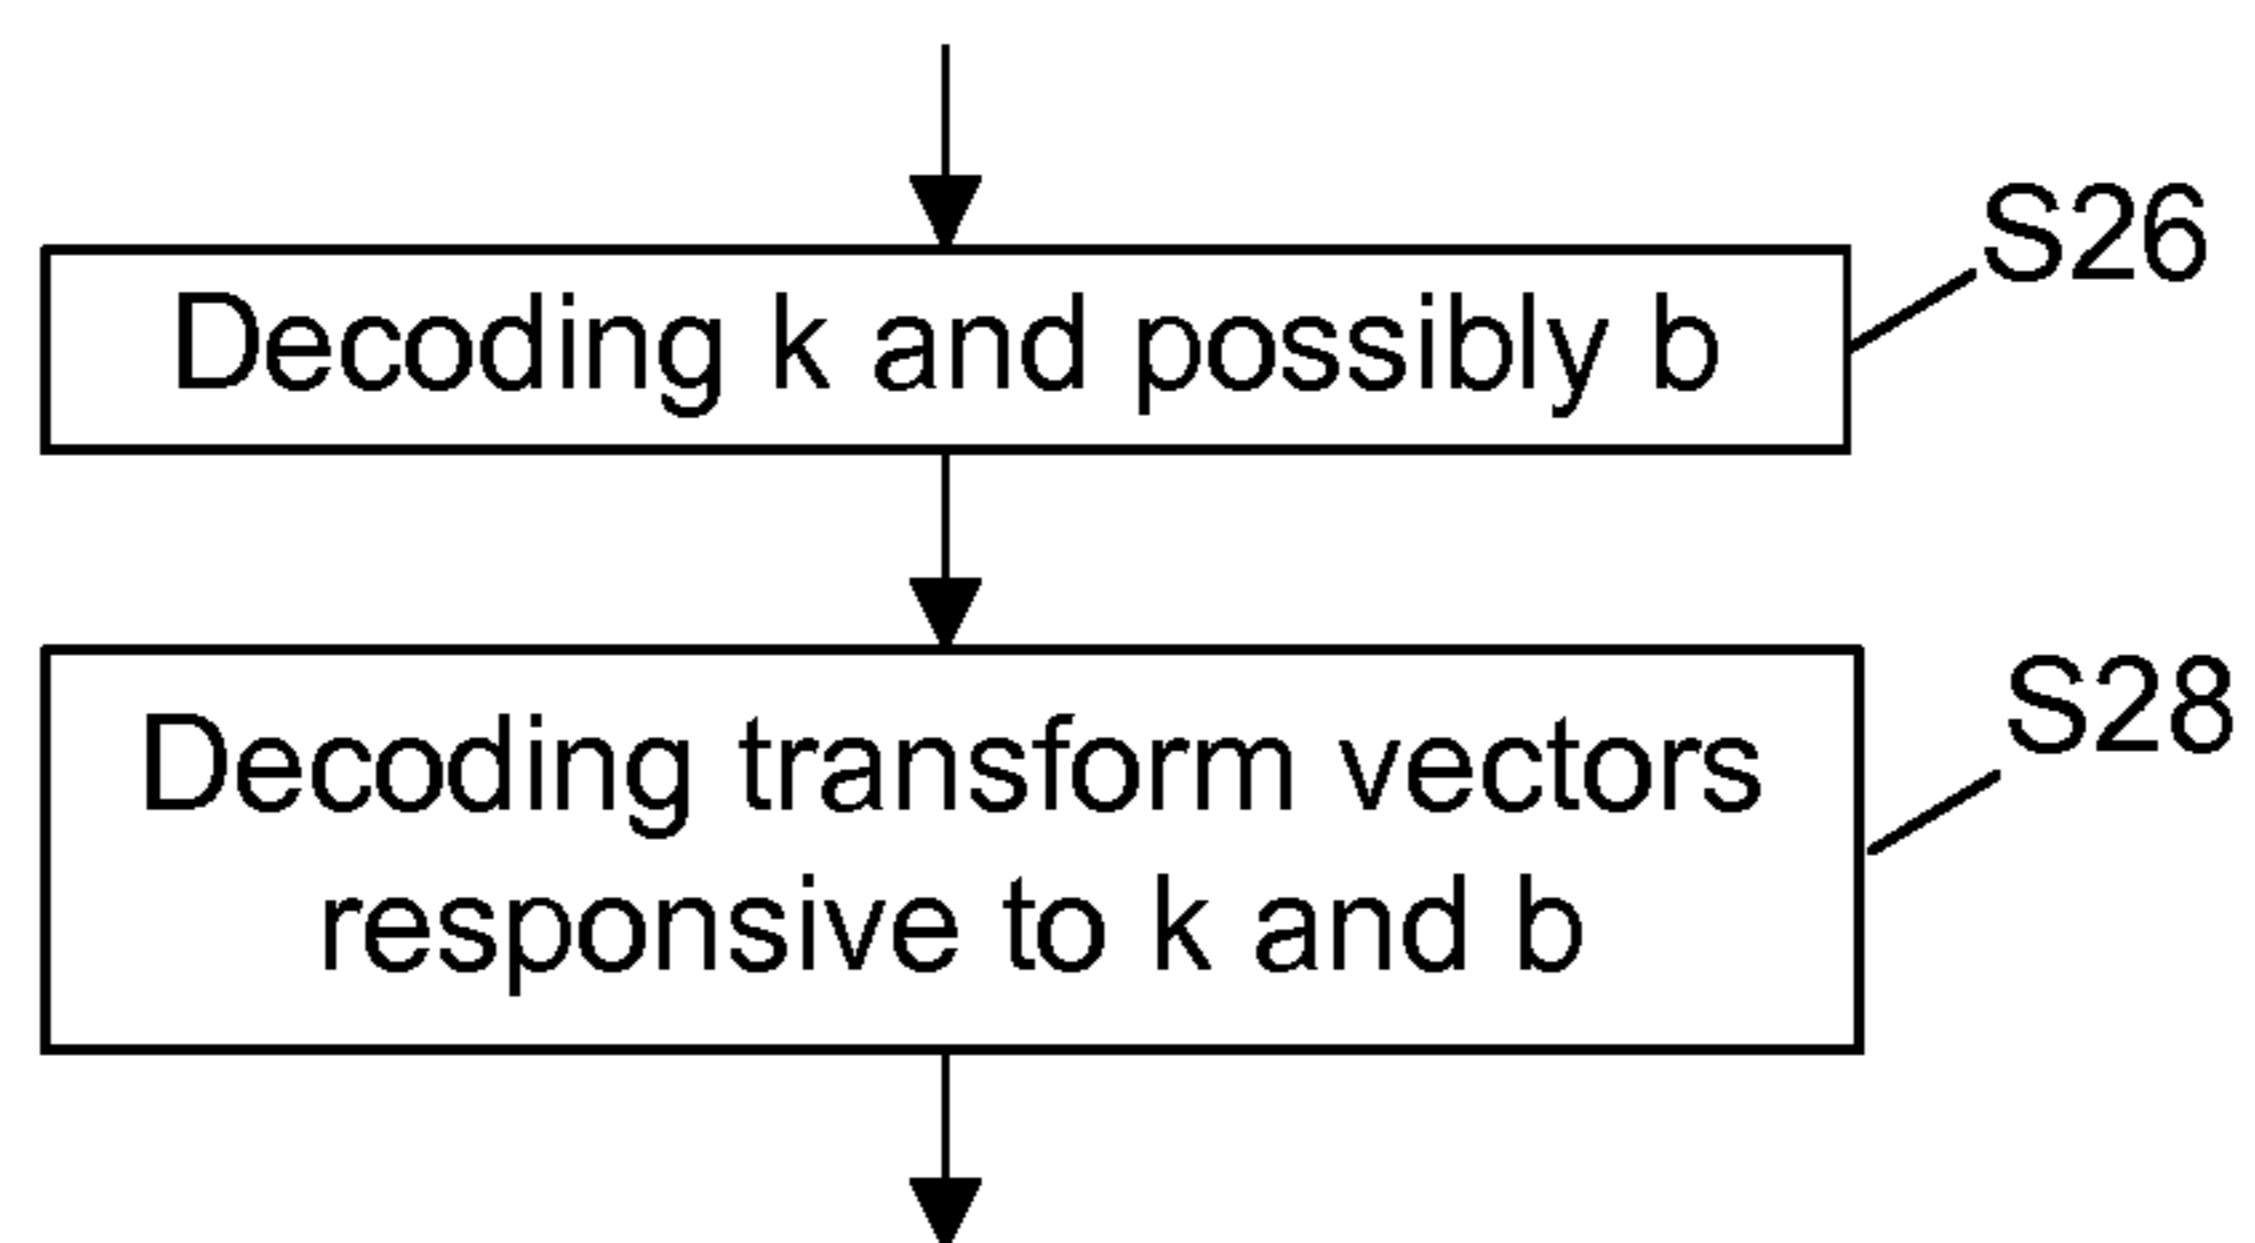 S26
Decoding k and possibly b
S28
Decoding transform vectors
responsive to k and b